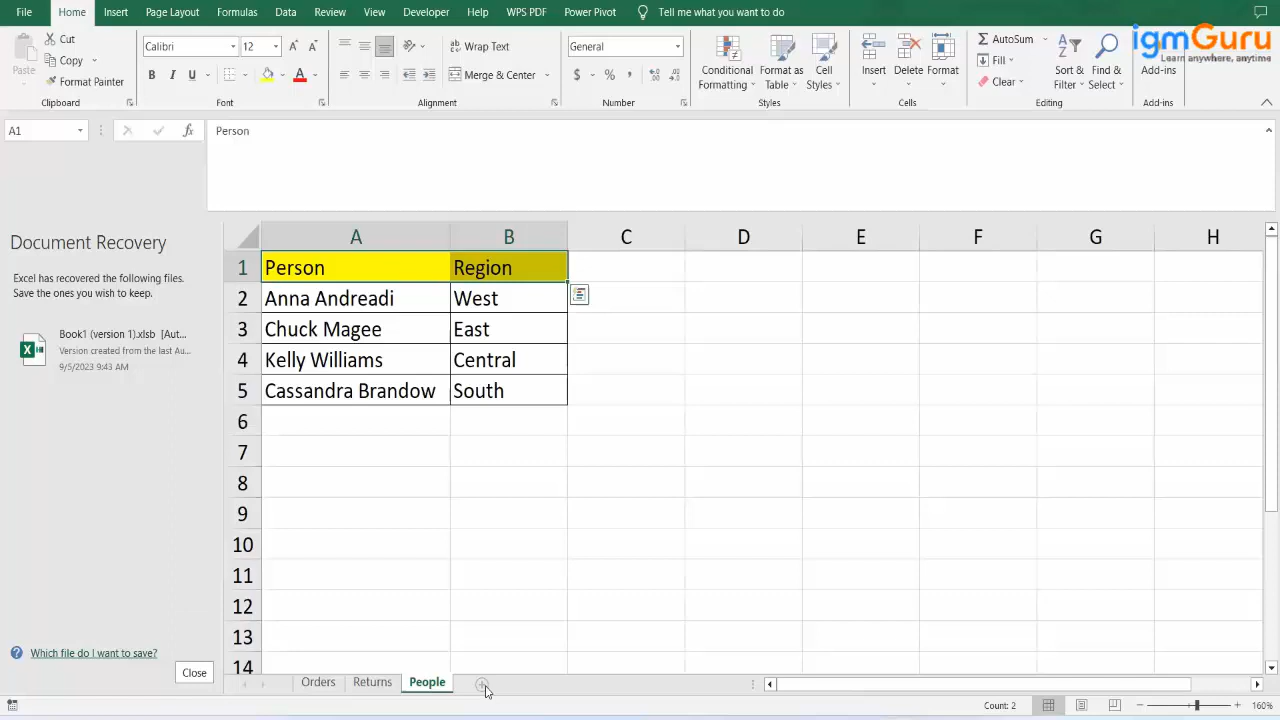 File Home Insert Page Layout Formulas Data Review View Developer Help WPS PDF Power Pivot Tell me what you want to do
igmGuru
Learn anywhere, anytime
Paste
Cut
Copy
Format Painter
Clipboard
Calibri 12 A A
B I U A
Font
ab Wrap Text
Merge & Center
Alignment
General
$ % ,
Number
Conditional Formatting
Format as Table
Cell Styles
Styles
Insert Delete Format
Cells
AutoSum
Fill
Clear
Sort & Filter
Find & Select
Editing
Add-ins
Add-ins
A1 fx Person
Document Recovery
Excel has recovered the following files.
Save the ones you wish to keep.
Book1 (version 1).xlsb [Aut...
Version created from the last Au...
9/5/2023 9:43 AM
Which file do I want to save?
Close
A B C D E F G H
1 Person Region
2 Anna Andreadi West
3 Chuck Magee East
4 Kelly Williams Central
5 Cassandra Brandow South
6
7
8
9
10
11
12
13
14
Orders Returns People
Count: 2 160%